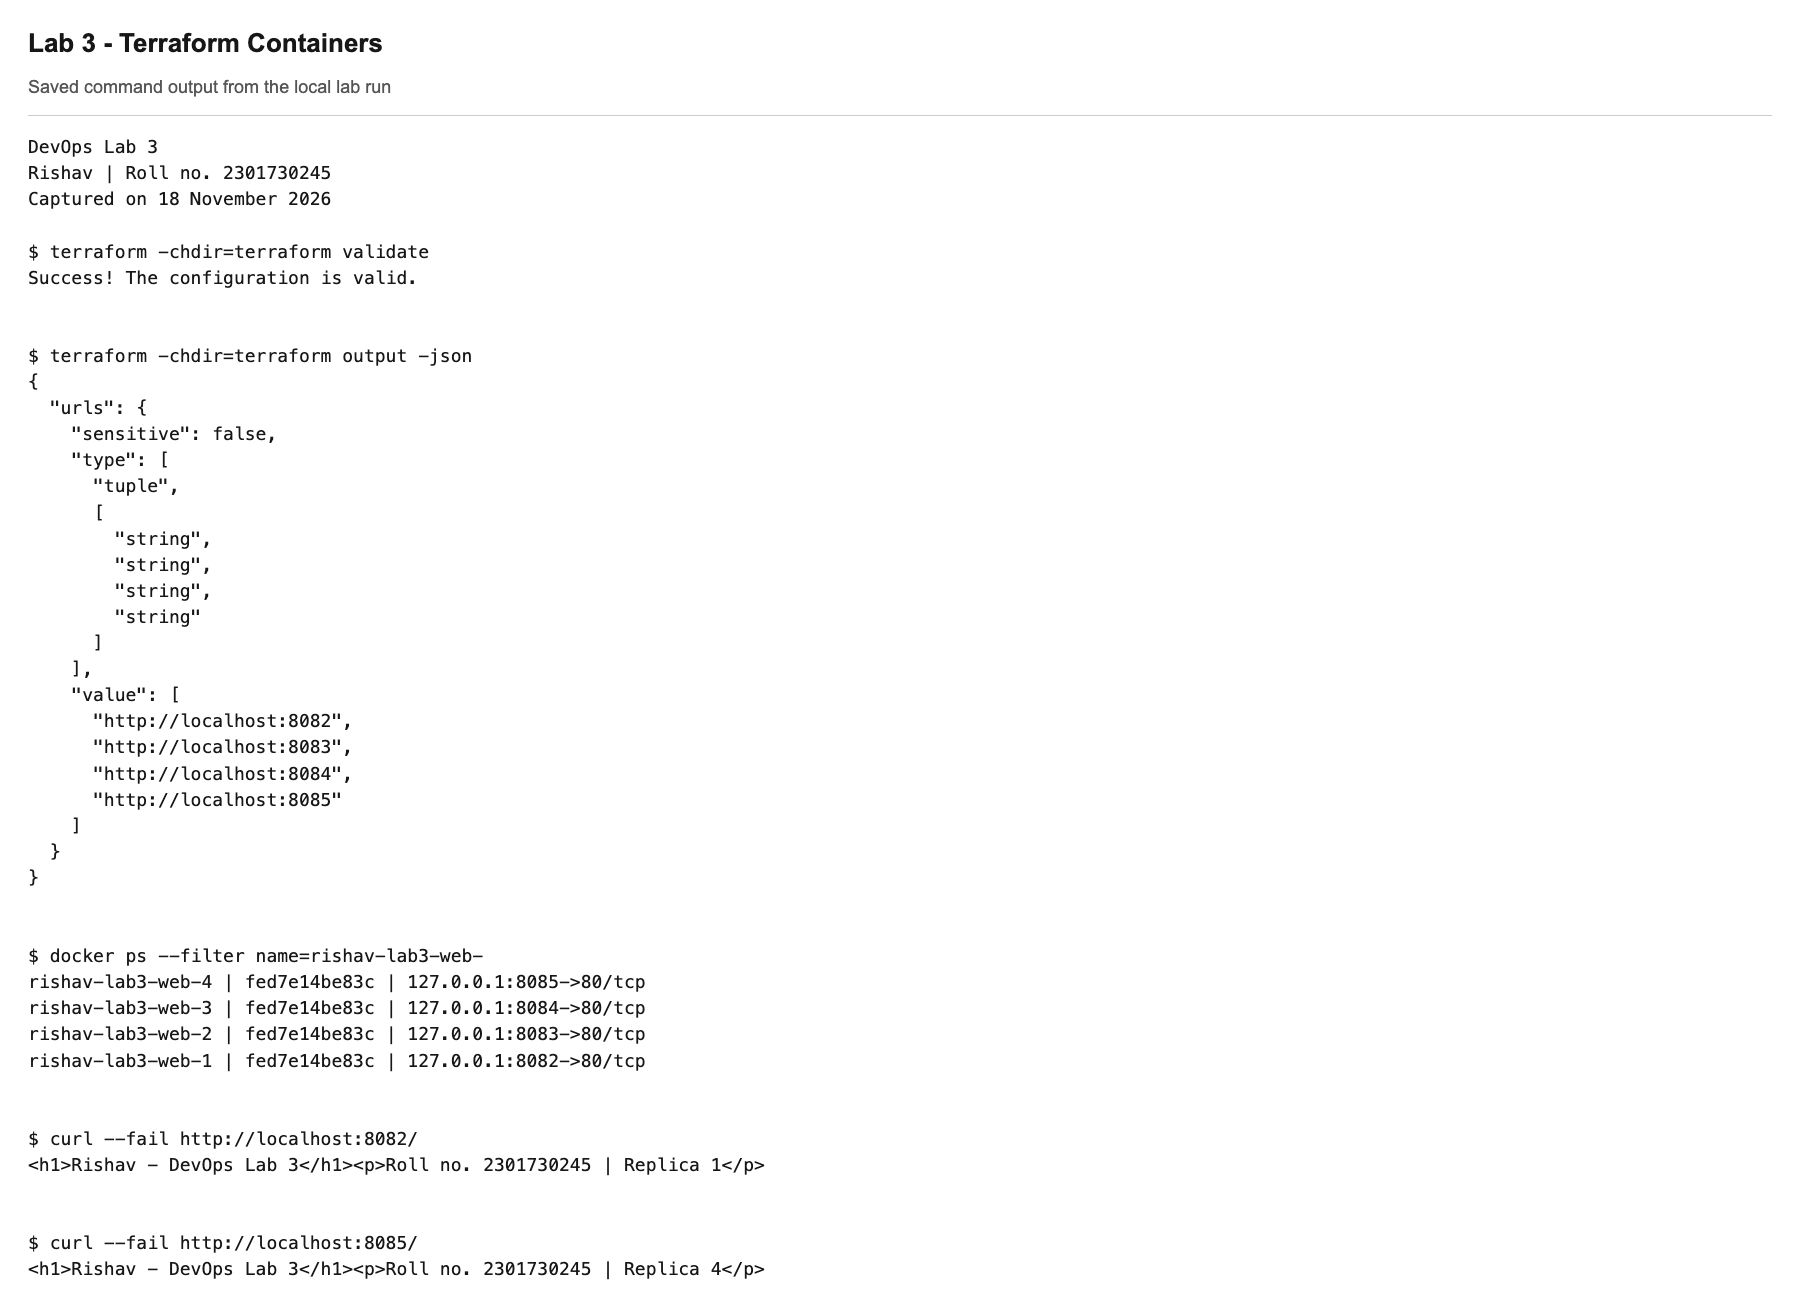 Lab 3 - Terraform Containers
Saved command output from the local lab run
DevOps Lab 3
Rishav | Roll no. 2301730245
Captured on 18 November 2026
$ terraform -chdir=terraform validate
Success! The configuration is valid.
$ terraform -chdir=terraform output -json
{
  "urls": {
    "sensitive": false,
    "type": [
      "tuple",
      [
        "string",
        "string",
        "string",
        "string"
      ]
    ],
    "value": [
      "http://localhost:8082",
      "http://localhost:8083",
      "http://localhost:8084",
      "http://localhost:8085"
    ]
  }
}
$ docker ps --filter name=rishav-lab3-web-
rishav-lab3-web-4 | fed7e14be83c | 127.0.0.1:8085->80/tcp
rishav-lab3-web-3 | fed7e14be83c | 127.0.0.1:8084->80/tcp
rishav-lab3-web-2 | fed7e14be83c | 127.0.0.1:8083->80/tcp
rishav-lab3-web-1 | fed7e14be83c | 127.0.0.1:8082->80/tcp
$ curl --fail http://localhost:8082/
<h1>Rishav - DevOps Lab 3</h1><p>Roll no. 2301730245 | Replica 1</p>
$ curl --fail http://localhost:8085/
<h1>Rishav - DevOps Lab 3</h1><p>Roll no. 2301730245 | Replica 4</p>